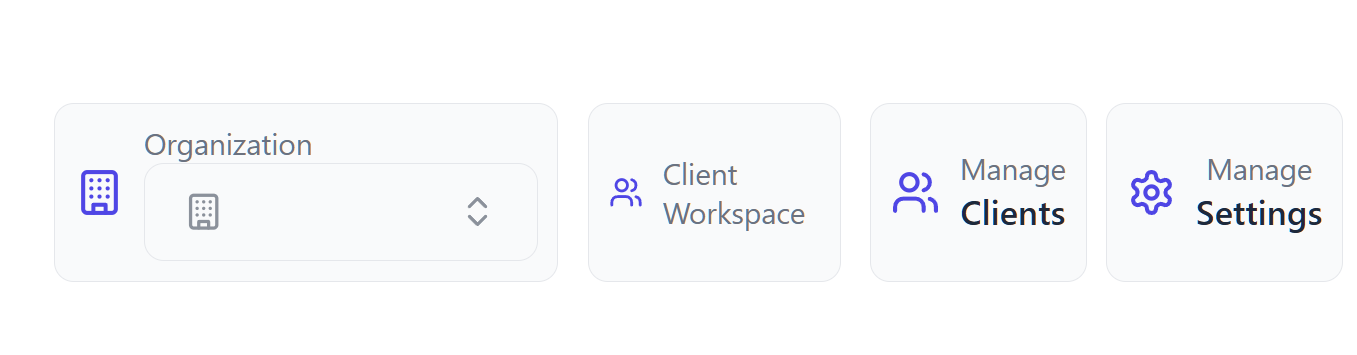 Organization
Client
Workspace
Manage
Clients
Manage
Settings